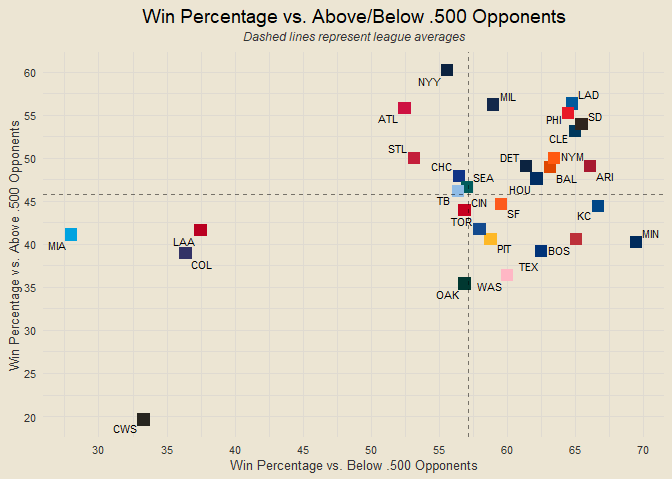 Win Percentage vs. Above/Below .500 Opponents
Dashed lines represent league averages
Win Percentage vs. Above .500 Opponents
60
55
50
45
40
35
30
25
20
NYY
MIL
LAD
ATL
PHI
SD
CLE
STL
DET
NYM
CHC
SEA
BAL
ARI
HOU
TB
CIN
SF
KC
TOR
MIN
MIA
LAA
PIT
BOS
COL
TEX
WAS
OAK
CWS
30
35
40
45
50
55
60
65
70
Win Percentage vs. Below .500 Opponents